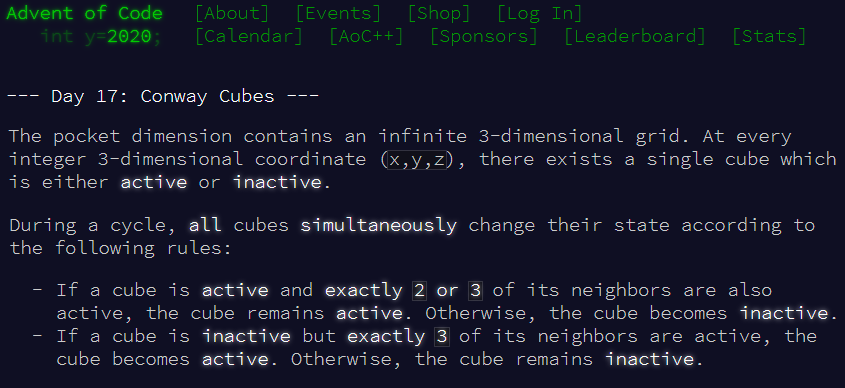 Advent of Code [About] [Events] [Shop] [Log In]
int y=2020; [Calendar] [AoC++] [Sponsors] [Leaderboard] [Stats]
--- Day 17: Conway Cubes ---
The pocket dimension contains an infinite 3-dimensional grid. At every
integer 3-dimensional coordinate (x,y,z), there exists a single cube which
is either active or inactive.
During a cycle, all cubes simultaneously change their state according to
the following rules:
- If a cube is active and exactly 2 or 3 of its neighbors are also
active, the cube remains active. Otherwise, the cube becomes inactive.
- If a cube is inactive but exactly 3 of its neighbors are active, the
cube becomes active. Otherwise, the cube remains inactive.